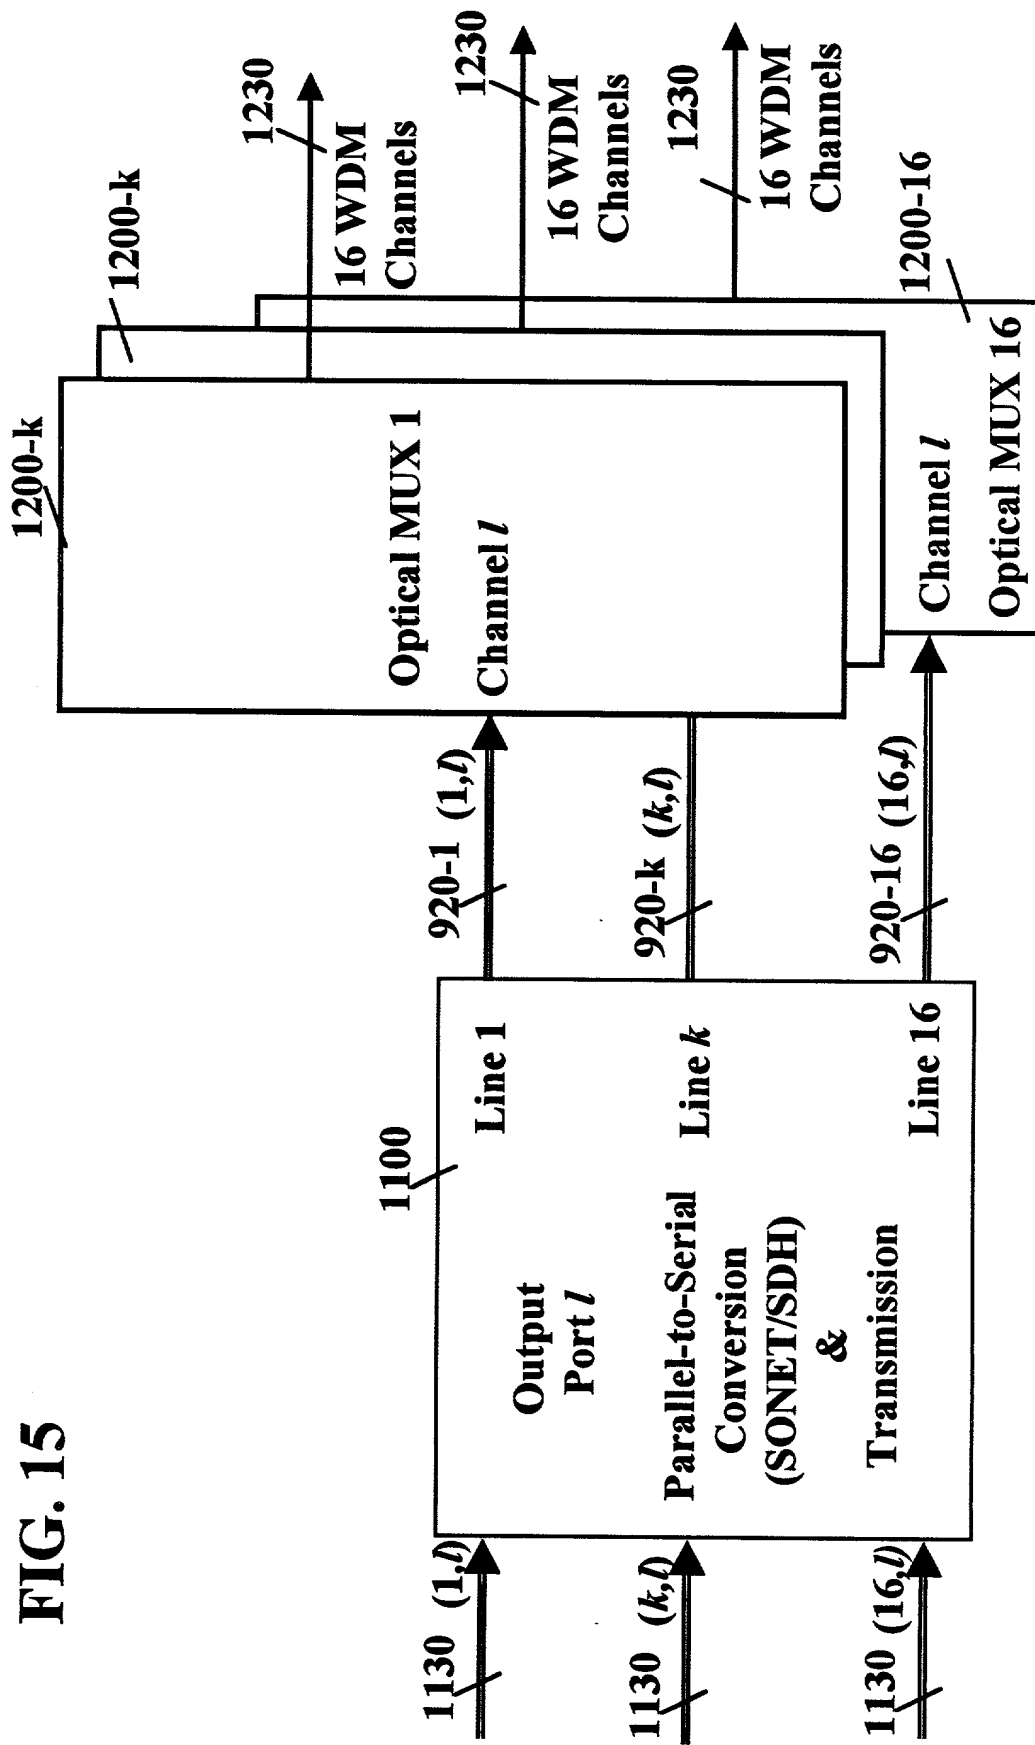 FIG. 15
1130 (1,l)
1130 (k,l)
1130 (16,l)
1100
Output
Port l
Parallel-to-Serial
Conversion
(SONET/SDH)
&
Transmission
Line 1
Line k
Line 16
920-1 (1,l)
920-k (k,l)
920-16 (16,l)
1200-k
Optical MUX 1
Channel l
1200-k
Channel l
Optical MUX 16
1200-16
1230
16 WDM
Channels
1230
16 WDM
Channels
1230
16 WDM
Channels